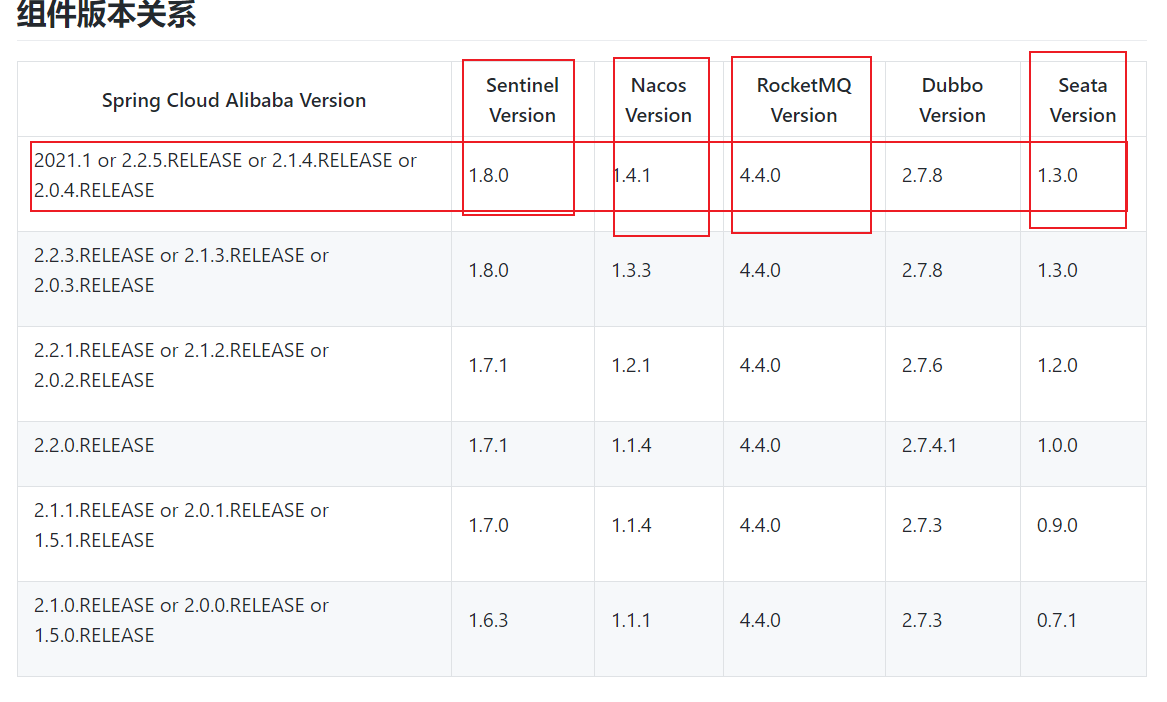 组件版本关系
Spring Cloud Alibaba Version
Sentinel
Version
Nacos
Version
RocketMQ
Version
Dubbo
Version
Seata
Version
2021.1 or 2.2.5.RELEASE or 2.1.4.RELEASE or
2.0.4.RELEASE
1.8.0
1.4.1
4.4.0
2.7.8
1.3.0
2.2.3.RELEASE or 2.1.3.RELEASE or
2.0.3.RELEASE
1.8.0
1.3.3
4.4.0
2.7.8
1.3.0
2.2.1.RELEASE or 2.1.2.RELEASE or
2.0.2.RELEASE
1.7.1
1.2.1
4.4.0
2.7.6
1.2.0
2.2.0.RELEASE
1.7.1
1.1.4
4.4.0
2.7.4.1
1.0.0
2.1.1.RELEASE or 2.0.1.RELEASE or
1.5.1.RELEASE
1.7.0
1.1.4
4.4.0
2.7.3
0.9.0
2.1.0.RELEASE or 2.0.0.RELEASE or
1.5.0.RELEASE
1.6.3
1.1.1
4.4.0
2.7.3
0.7.1